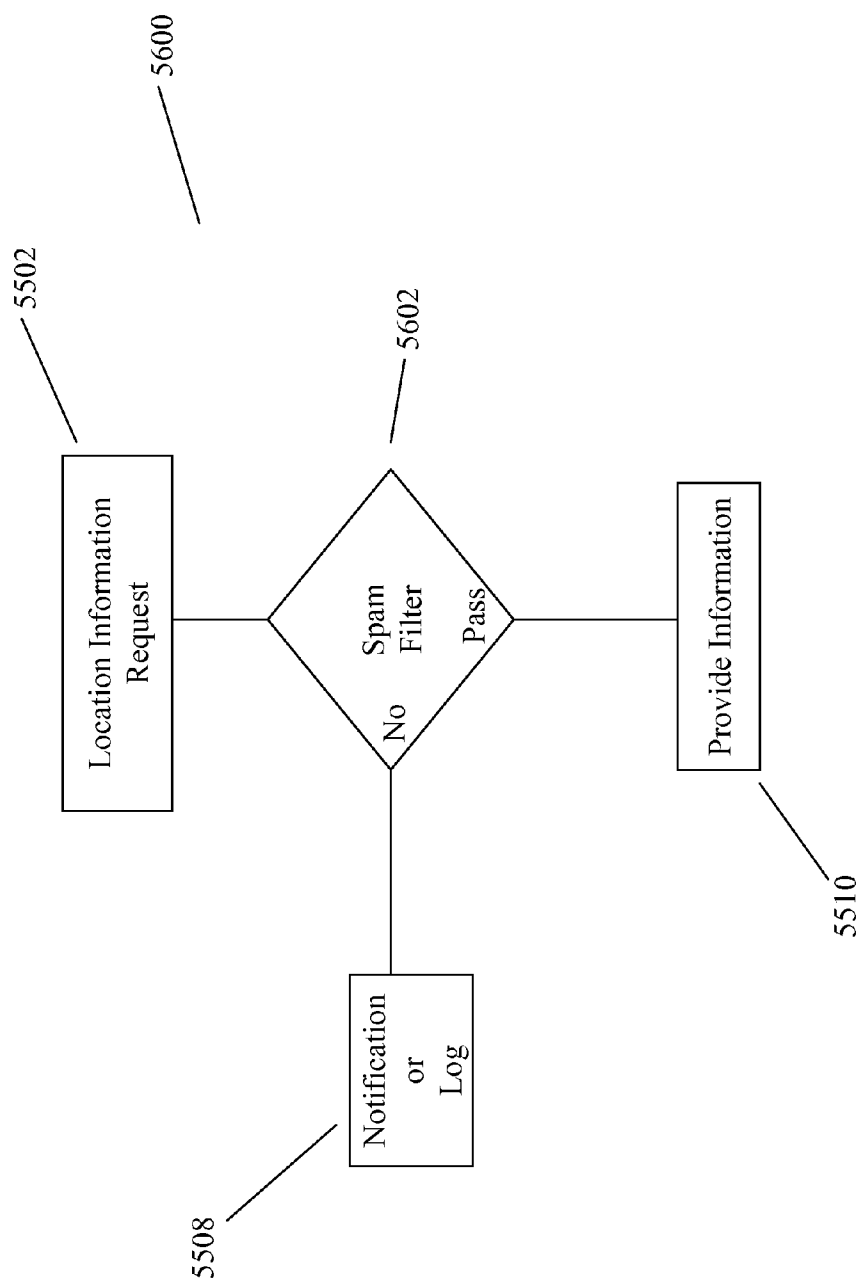 5600
5502
Location Information
Request
5602
Spam
Filter
No
Pass
Notification
or
Log
5508
Provide Information
5510